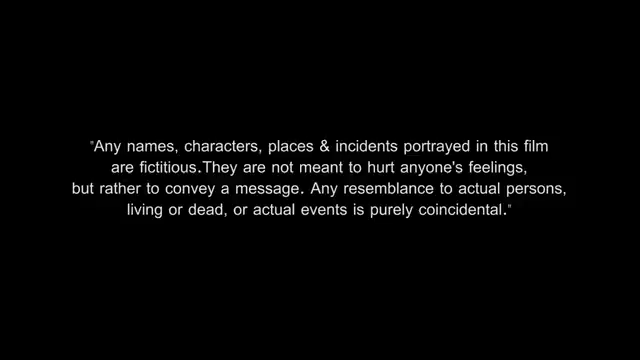 "Any names, characters, places & incidents portrayed in this film
are fictitious.They are not meant to hurt anyone's feelings,
but rather to convey a message. Any resemblance to actual persons,
living or dead, or actual events is purely coincidental."